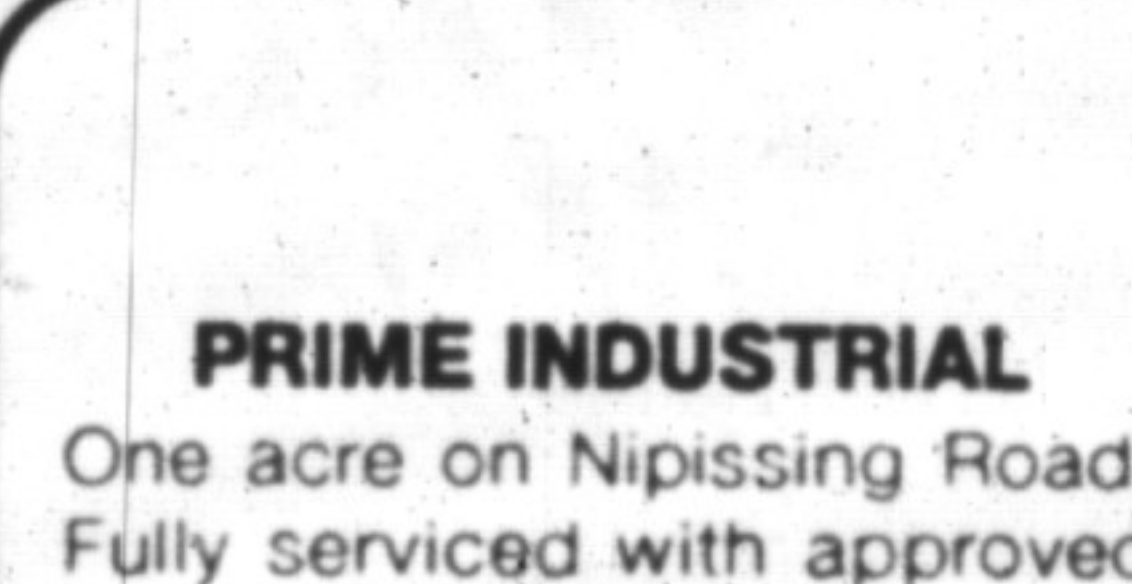 PRIME INDUSTRIAL
One acre on Nipissing Road
Fully serviced with approved